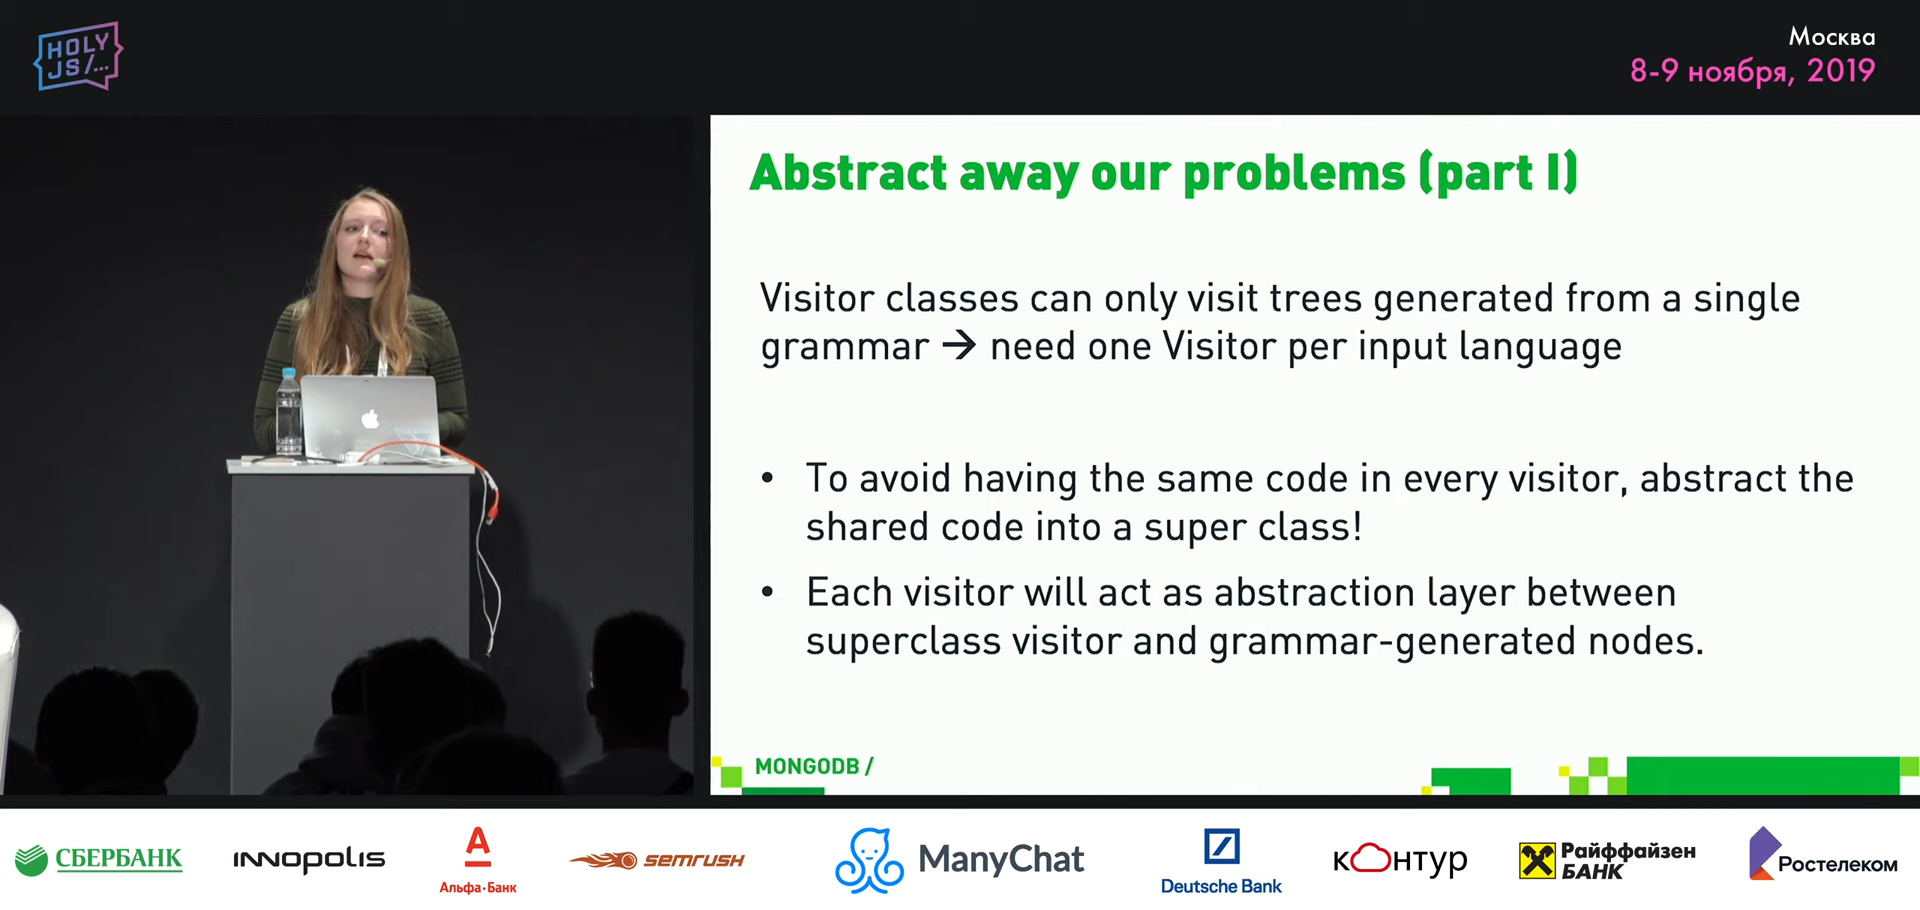 HOLY
JS/...
Москва
8-9 ноября, 2019
Abstract away our problems (part I)
Visitor classes can only visit trees generated from a single
grammar → need one Visitor per input language
• To avoid having the same code in every visitor, abstract the
shared code into a super class!
• Each visitor will act as abstraction layer between
superclass visitor and grammar-generated nodes.
MONGODB /
СБЕРБАНК
INNOPOLIS
Альфа·Банк
semrush
ManyChat
Deutsche Bank
контур
Райффайзен
БАНК
Ростелеком